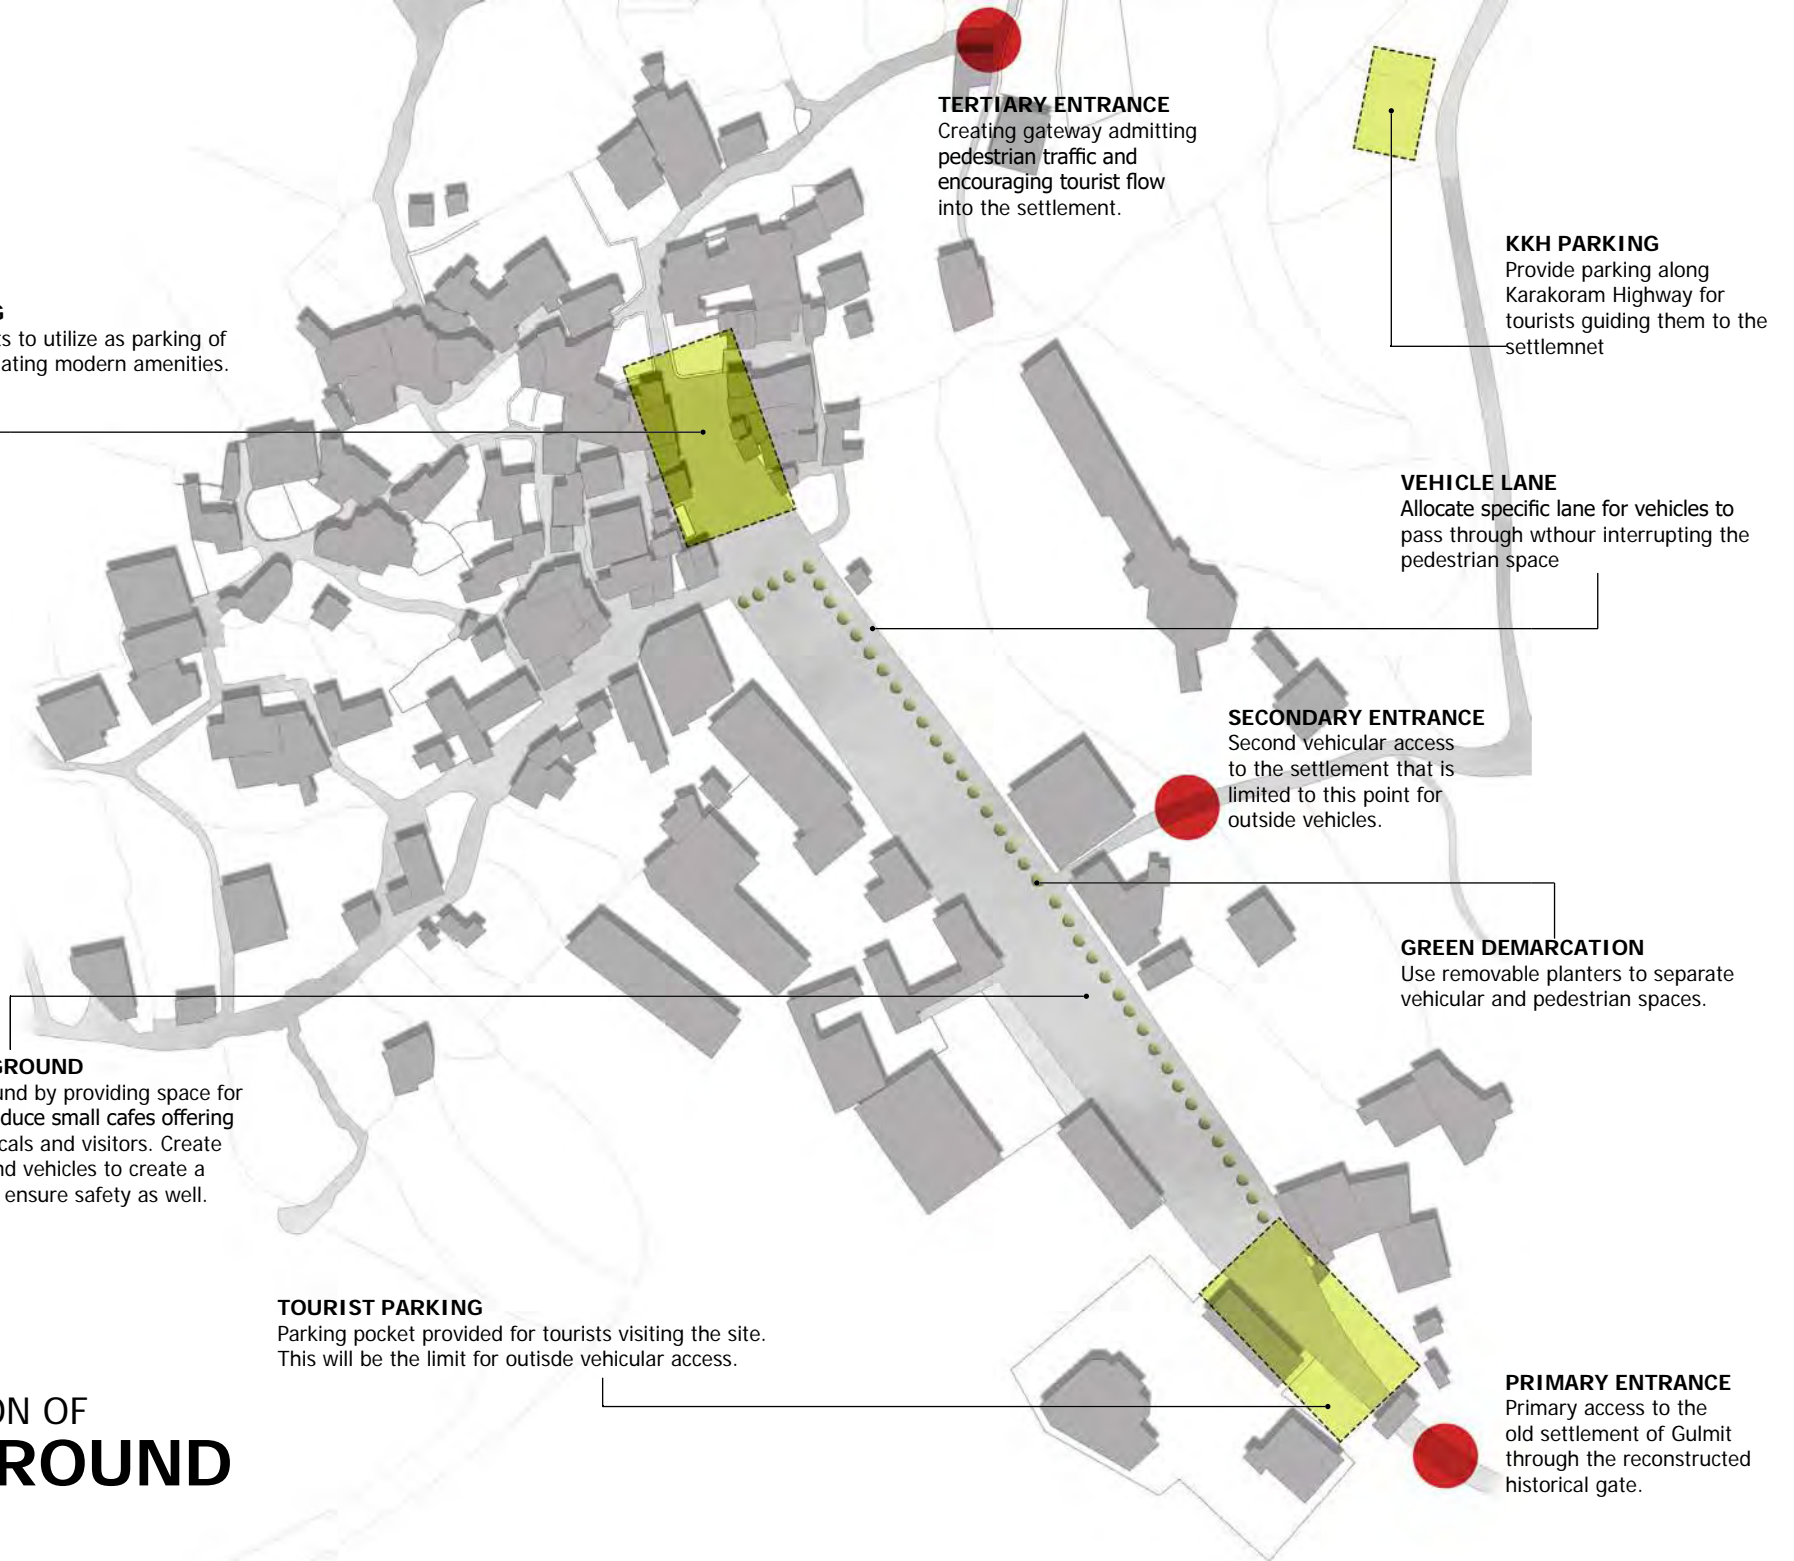 TERTIARY ENTRANCE
Creating gateway admitting
pedestrian traffic and
encouraging tourist flow
into the settlement.
KKH PARKING
Provide parking along
Karakoram Highway for
tourists guiding them to the
settlemnet
G
ts to utilize as parking of
ating modern amenities.
VEHICLE LANE
Allocate specific lane for vehicles to
pass through wthour interrupting the
pedestrian space
SECONDARY ENTRANCE
Second vehicular access
to the settlement that is
limited to this point for
outside vehicles.
GREEN DEMARCATION
Use removable planters to separate
vehicular and pedestrian spaces.
GROUND
und by providing space for
duce small cafes offering
cals and visitors. Create
nd vehicles to create a
ensure safety as well.
TOURIST PARKING
Parking pocket provided for tourists visiting the site.
This will be the limit for outisde vehicular access.
PRIMARY ENTRANCE
Primary access to the
old settlement of Gulmit
through the reconstructed
historical gate.
ON OF
ROUND